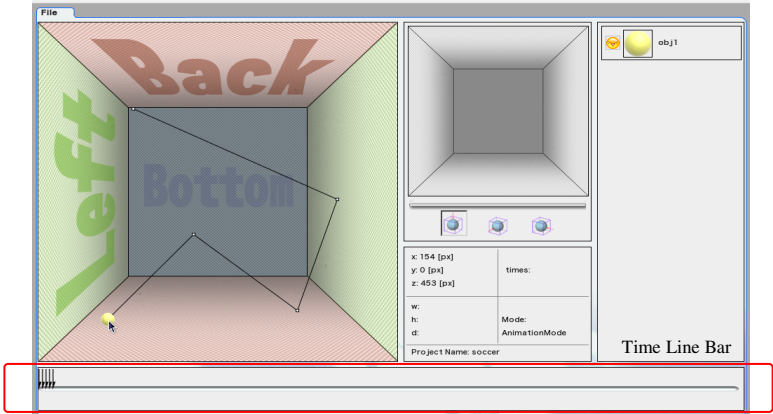 File
Back
Left
Bottom
obj1
x: 154 [px]
y: 0 [px]
z: 453 [px]
times:
w:
h:
d:
Mode:
AnimationMode
Project Name: soccer
Time Line Bar